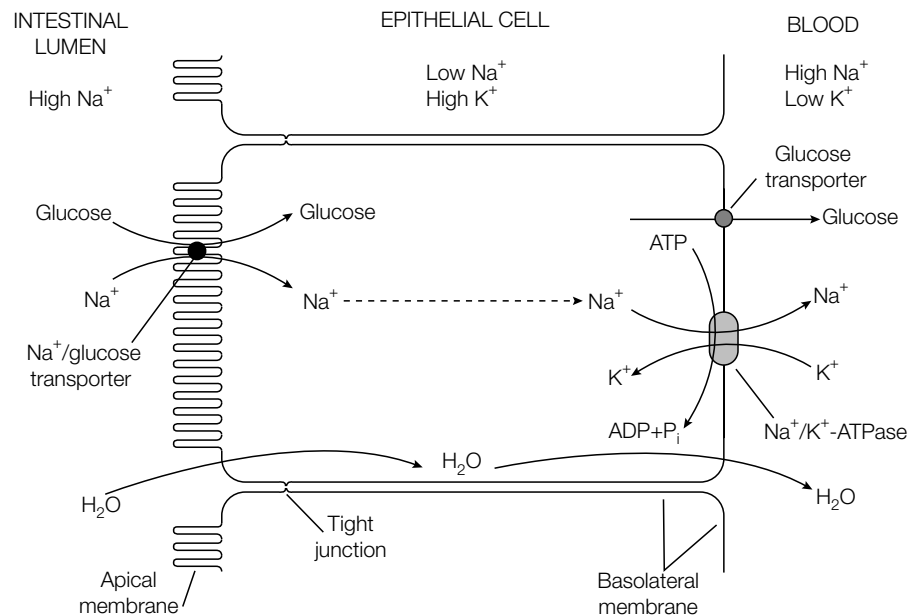 INTESTINAL
LUMEN
EPITHELIAL CELL
BLOOD
High Na⁺
Low Na⁺
High K⁺
High Na⁺
Low K⁺
Glucose
transporter
Glucose
Glucose
Glucose
ATP
Na⁺
Na⁺
Na⁺
Na⁺
Na⁺/glucose
transporter
K⁺
K⁺
ADP+Pᵢ
Na⁺/K⁺-ATPase
H₂O
H₂O
H₂O
Tight
junction
Apical
membrane
Basolateral
membrane